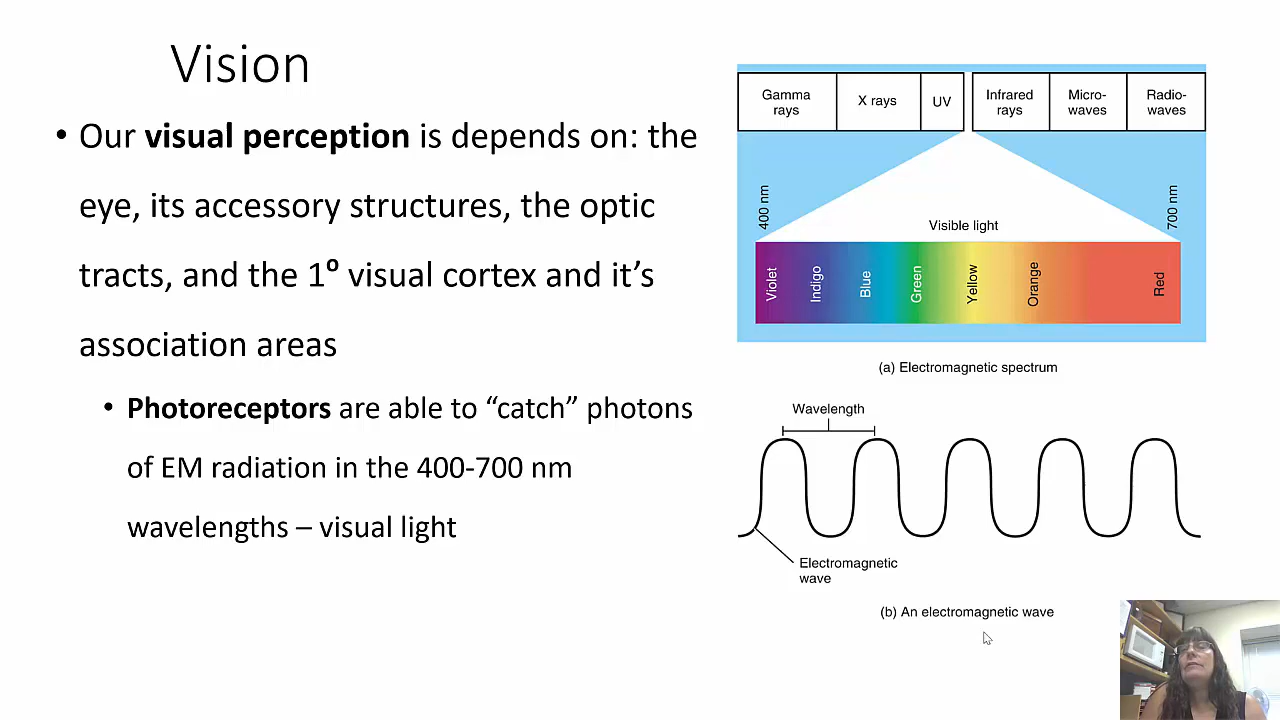 Vision
• Our visual perception is depends on: the
eye, its accessory structures, the optic
tracts, and the 1⁰ visual cortex and it’s
association areas
• Photoreceptors are able to “catch” photons
of EM radiation in the 400-700 nm
wavelengths – visual light
Gamma
rays
X rays
UV
Infrared
rays
Micro-
waves
Radio-
waves
400 nm
700 nm
Visible light
Violet
Indigo
Blue
Green
Yellow
Orange
Red
(a) Electromagnetic spectrum
Wavelength
Electromagnetic
wave
(b) An electromagnetic wave